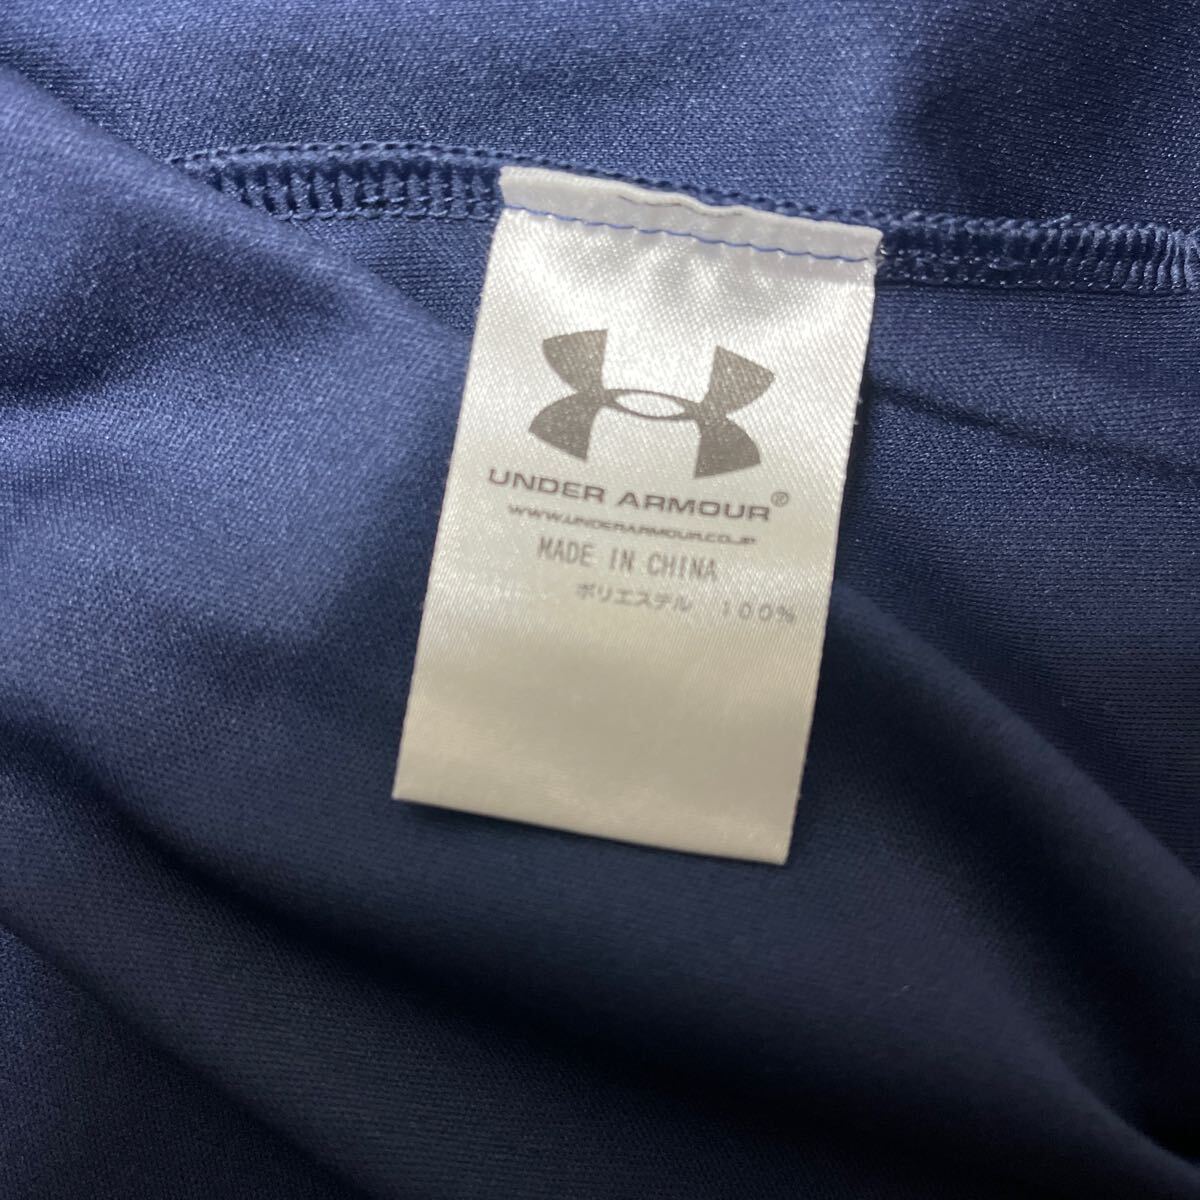 UNDER ARMOUR®
WWW.UNDERARMOUR.CO.JP
MADE IN CHINA
ポリエステル 100%